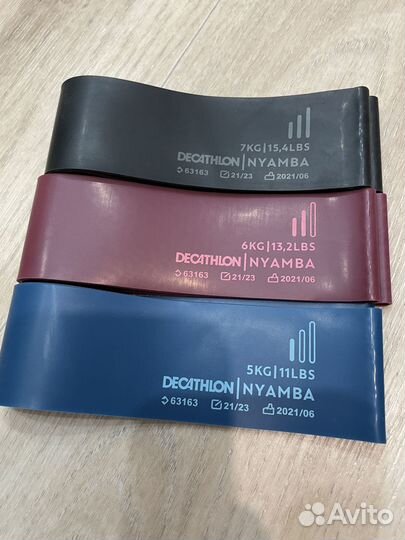 7KG|15,4LBS
DECATHLON|NYAMBA
63163 21/23 2021/06
6KG|13,2LBS
DECATHLON|NYAMBA
63163 21/23 2021/06
5KG|11LBS
DECATHLON|NYAMBA
63163 21/23 2021/06
Avito